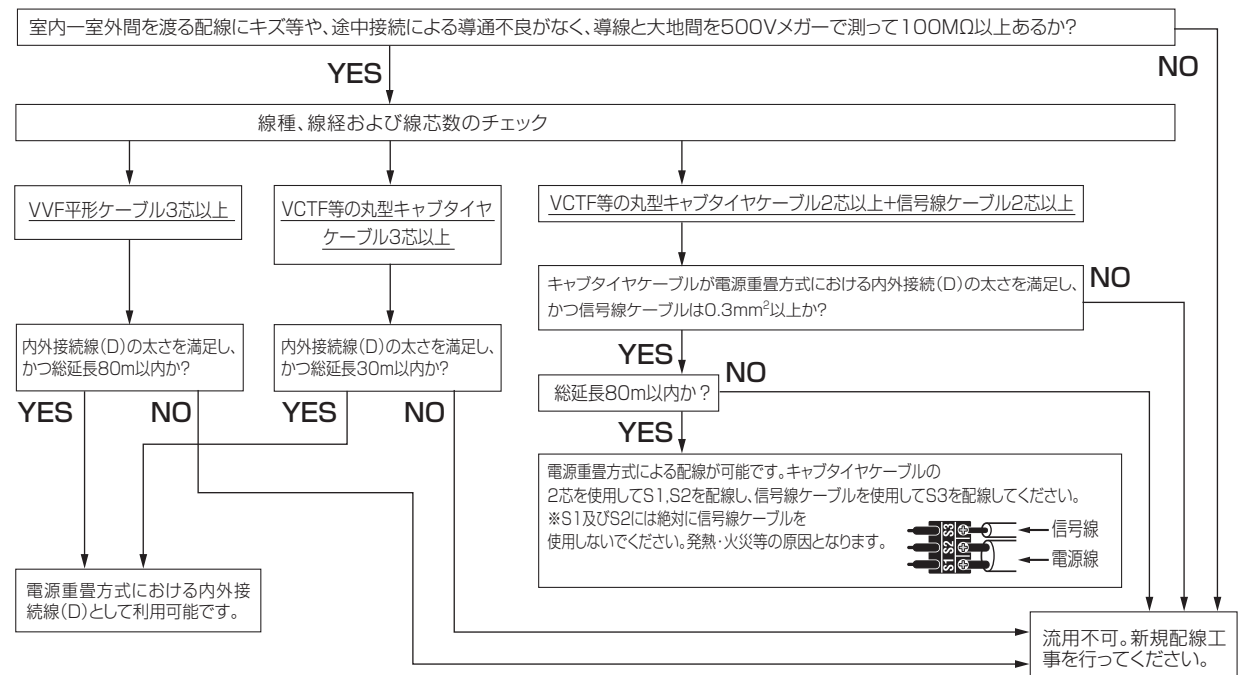 室内ー室外間を渡る配線にキズ等や、途中接続による導通不良がなく、導線と大地間を500Vメガーで測って100MΩ以上あるか?
YES
NO
線種、線経および線芯数のチェック
VVF平形ケーブル3芯以上
VCTF等の丸型キャブタイヤ
ケーブル3芯以上
VCTF等の丸型キャブタイヤケーブル2芯以上+信号線ケーブル2芯以上
キャブタイヤケーブルが電源重畳方式における内外接続(D)の太さを満足し、
かつ信号線ケーブルは0.3mm²以上か?
NO
YES
内外接続線(D)の太さを満足し、
かつ総延長80m以内か?
YES
NO
内外接続線(D)の太さを満足し、
かつ総延長30m以内か?
YES
NO
総延長80m以内か?
NO
YES
電源重畳方式による配線が可能です。キャブタイヤケーブルの
2芯を使用してS1,S2を配線し、信号線ケーブルを使用してS3を配線してください。
※S1及びS2には絶対に信号線ケーブルを
使用しないでください。発熱・火災等の原因となります。
S1 S2 S3
信号線
電源線
電源重畳方式における内外接
続線(D)として利用可能です。
流用不可。新規配線工
事を行ってください。